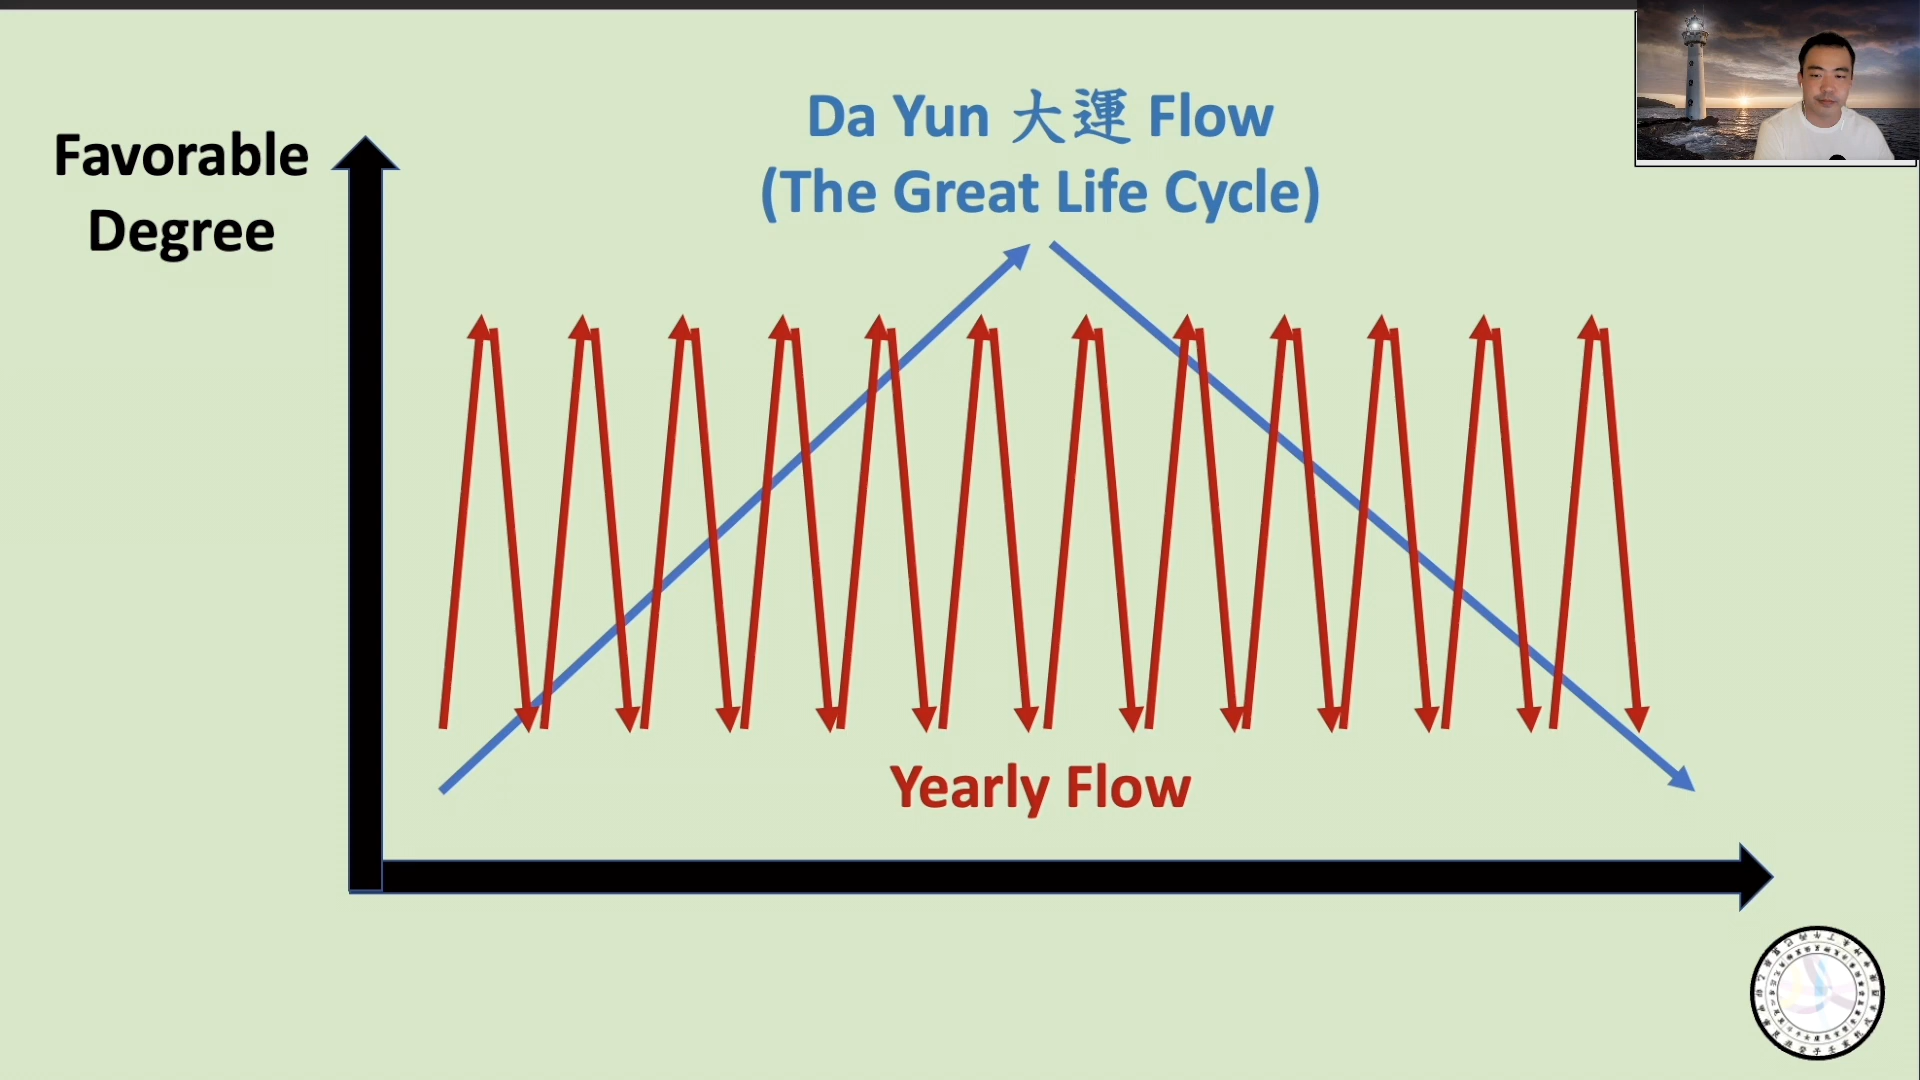 Favorable
Degree
Da Yun 大運 Flow
(The Great Life Cycle)
Yearly Flow